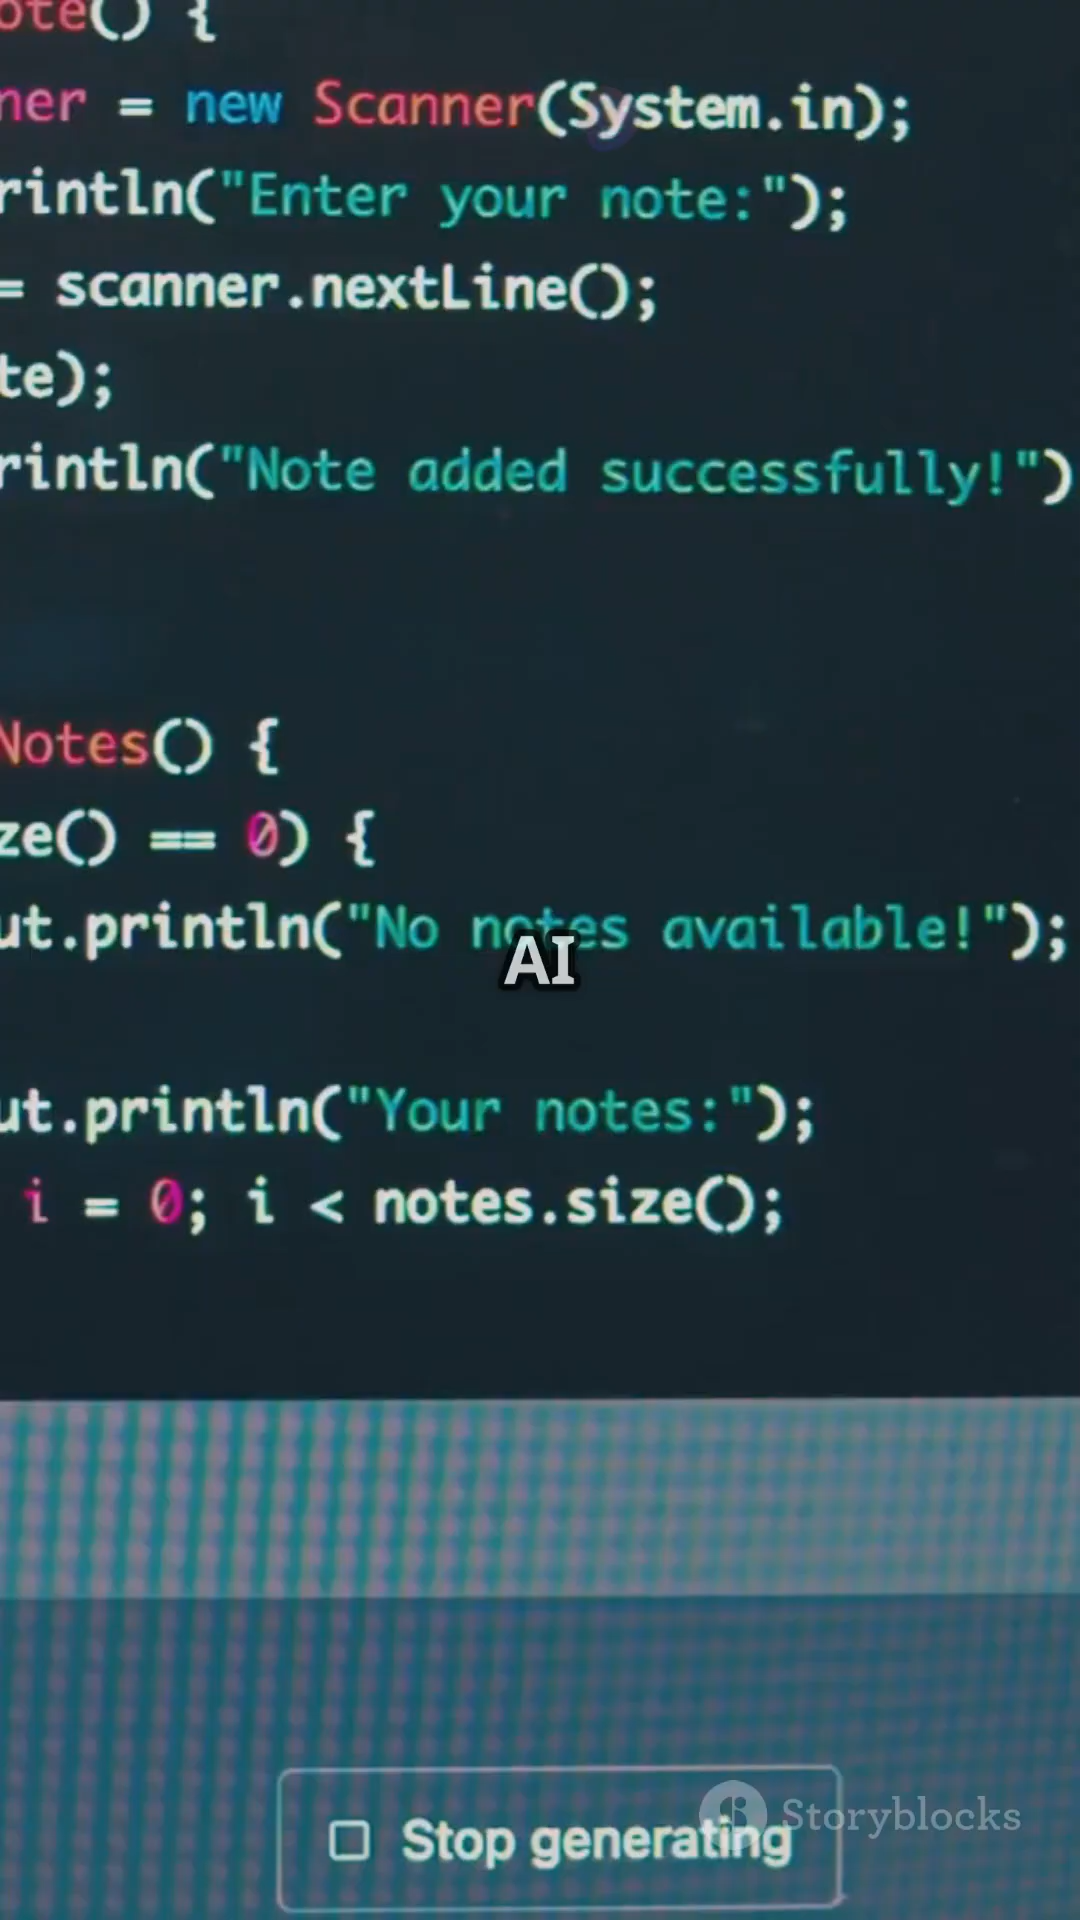 ote() {
ner = new Scanner(System.in);
rintln("Enter your note:");
= scanner.nextLine();
te);
rintln("Note added successfully!")
Notes() {
ze() == 0) {
ut.println("No notes available!");
AI
ut.println("Your notes:");
i = 0; i < notes.size();
Stop generating
Storyblocks